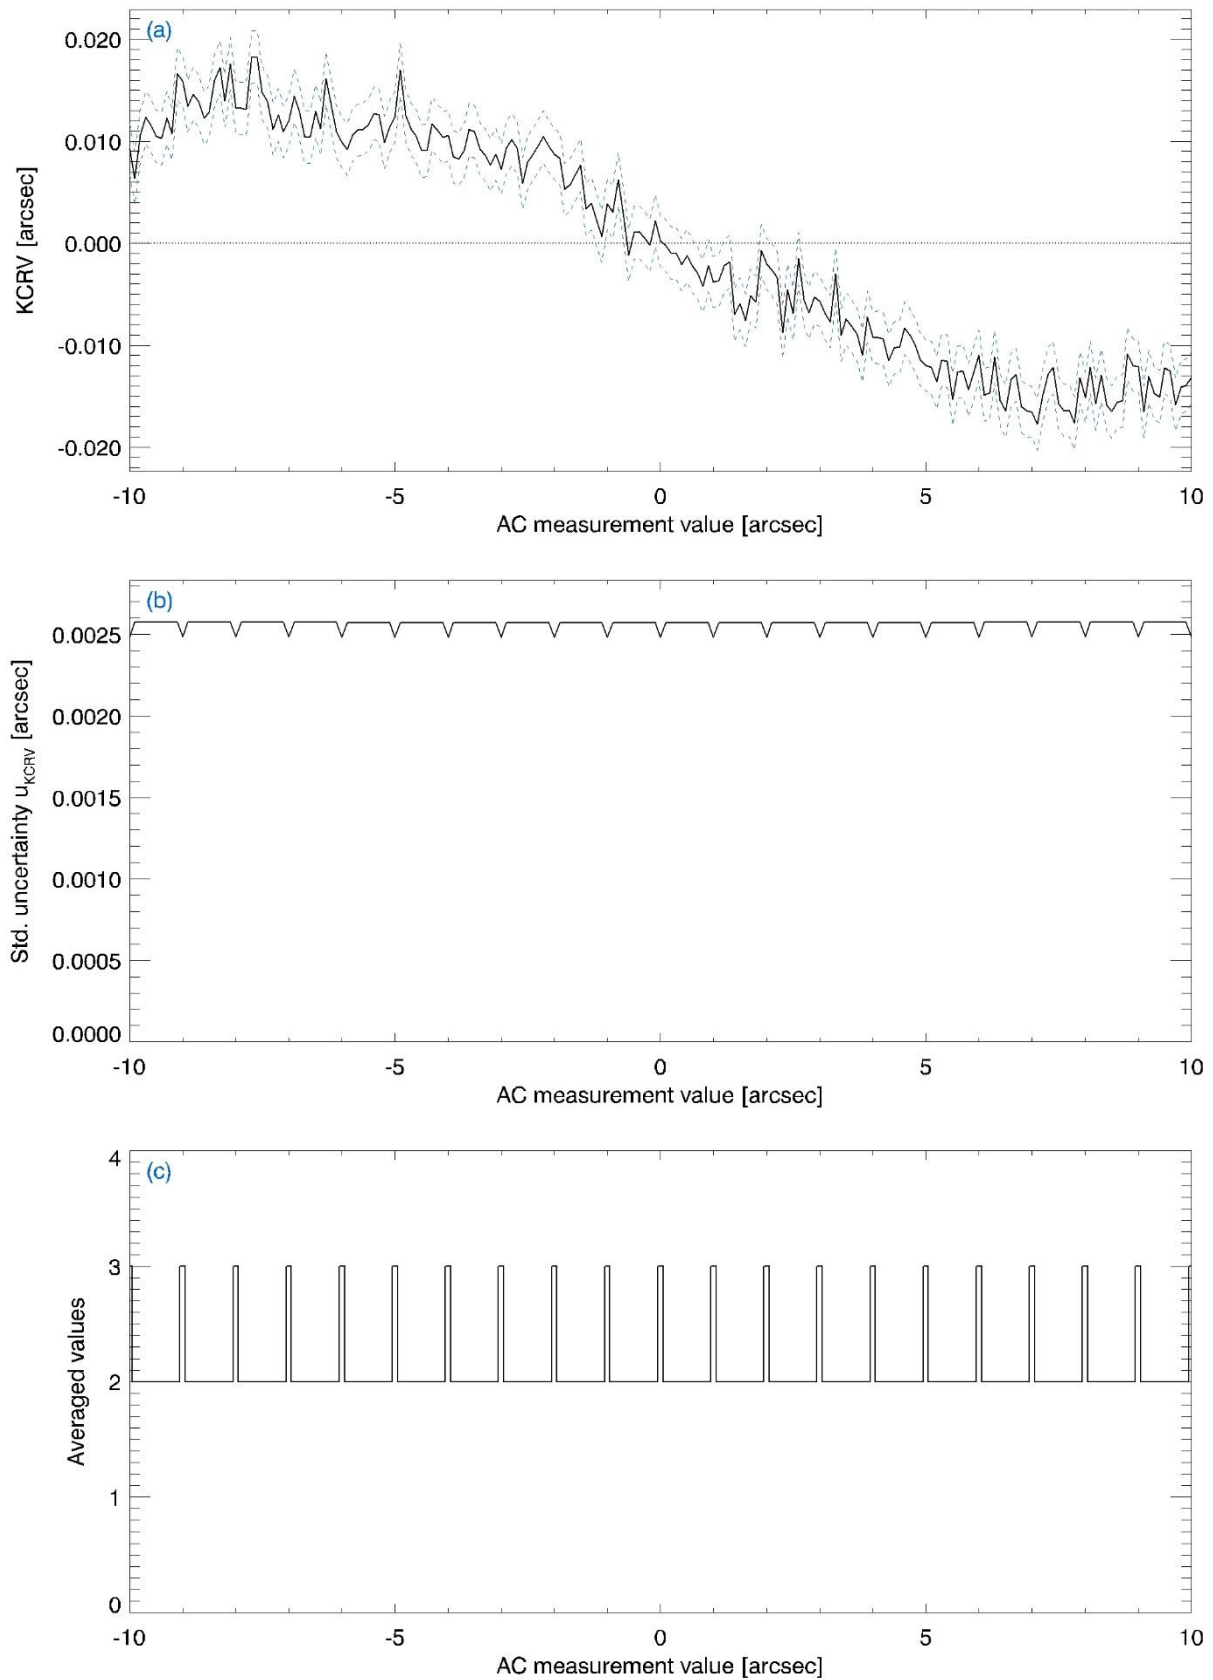 (a)
0.020
0.010
0.000
-0.010
-0.020
KCRV [arcsec]
-10 -5 0 5 10
AC measurement value [arcsec]
(b)
0.0025
0.0020
0.0015
0.0010
0.0005
0.0000
Std. uncertainty uKCRV [arcsec]
-10 -5 0 5 10
AC measurement value [arcsec]
(c)
4
3
2
1
0
Averaged values
-10 -5 0 5 10
AC measurement value [arcsec]